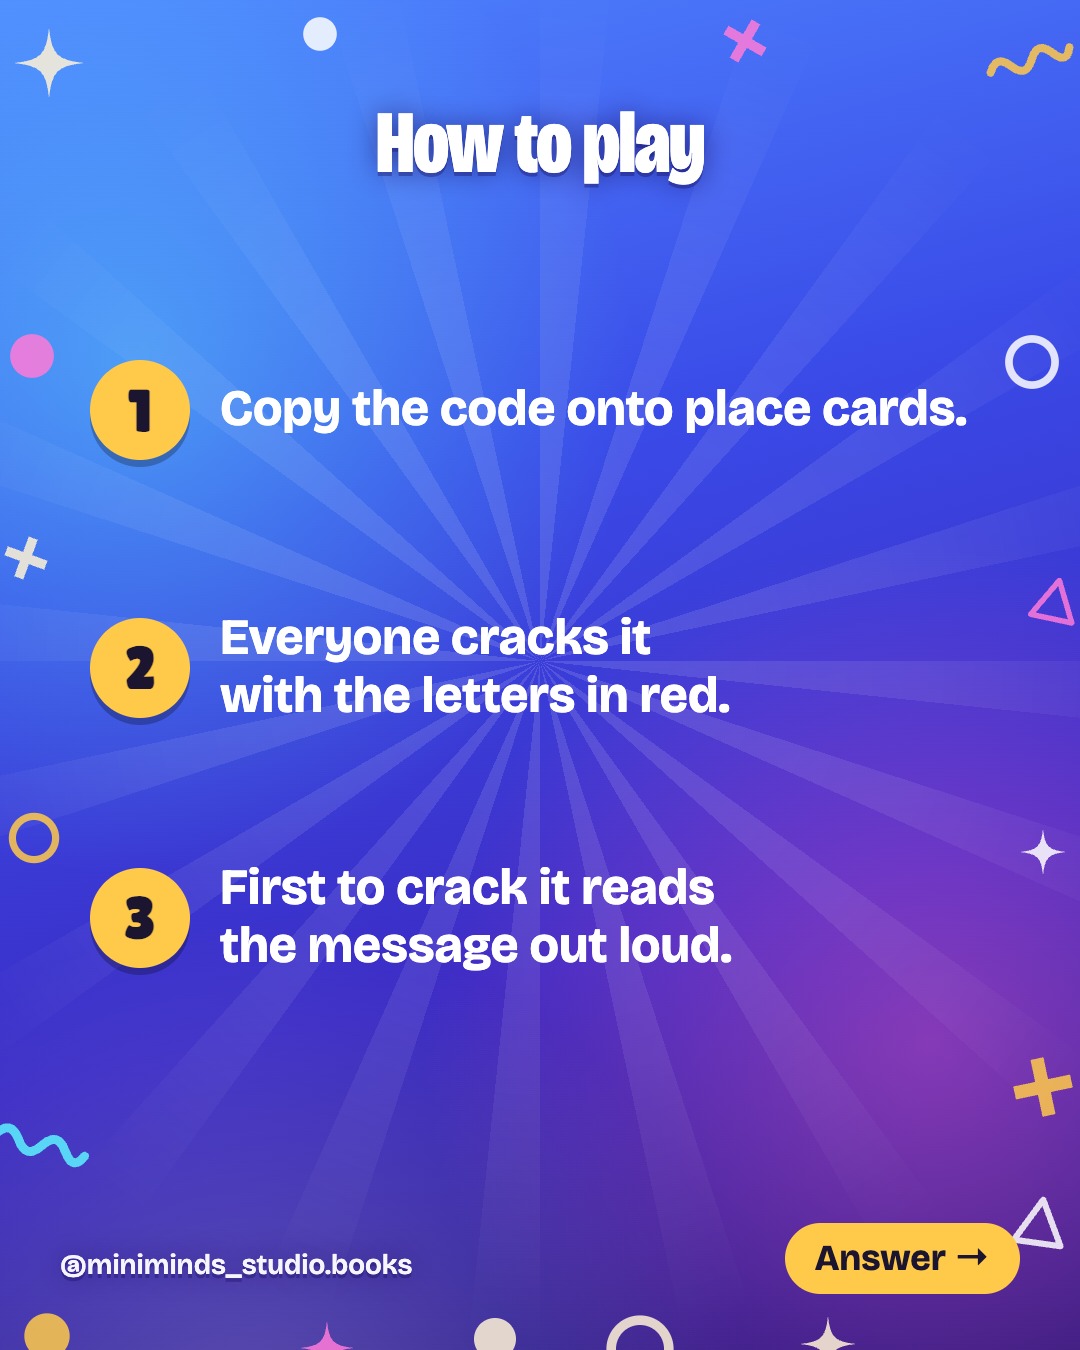 How to play
1 Copy the code onto place cards.
2 Everyone cracks it
with the letters in red.
3 First to crack it reads
the message out loud.
@miniminds_studio.books
Answer →